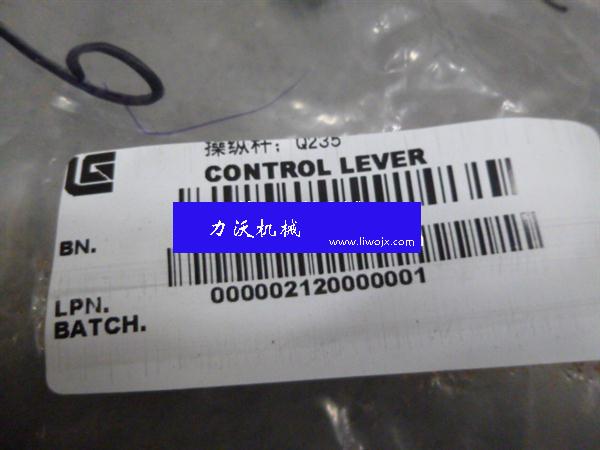 操纵杆；Q235
CONTROL LEVER
力沃机械
www.liwojx.com
BN.
000002120000001
LPN.
BATCH.